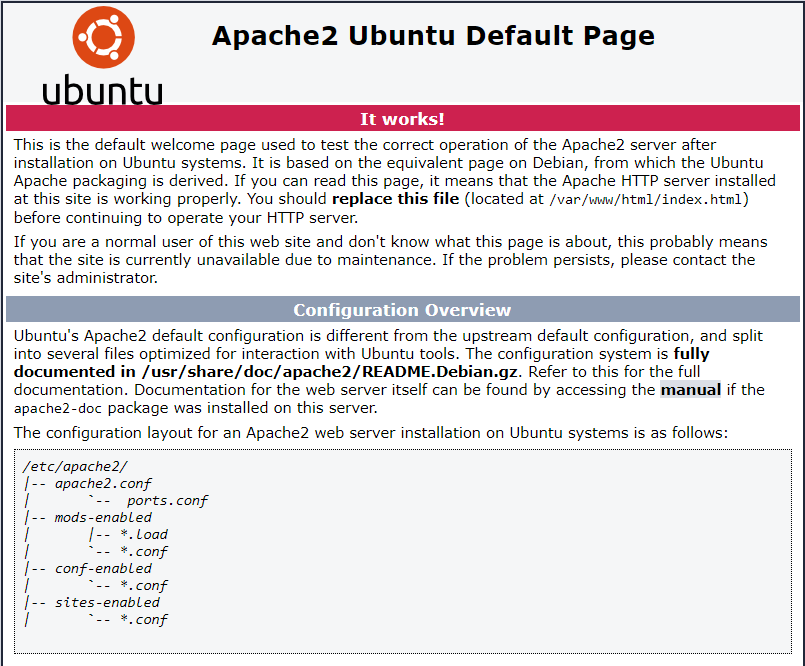 Apache2 Ubuntu Default Page
ubuntu
It works!
This is the default welcome page used to test the correct operation of the Apache2 server after
installation on Ubuntu systems. It is based on the equivalent page on Debian, from which the Ubuntu
Apache packaging is derived. If you can read this page, it means that the Apache HTTP server installed
at this site is working properly. You should replace this file (located at /var/www/html/index.html)
before continuing to operate your HTTP server.
If you are a normal user of this web site and don't know what this page is about, this probably means
that the site is currently unavailable due to maintenance. If the problem persists, please contact the
site's administrator.
Configuration Overview
Ubuntu's Apache2 default configuration is different from the upstream default configuration, and split
into several files optimized for interaction with Ubuntu tools. The configuration system is fully
documented in /usr/share/doc/apache2/README.Debian.gz. Refer to this for the full
documentation. Documentation for the web server itself can be found by accessing the manual if the
apache2-doc package was installed on this server.
The configuration layout for an Apache2 web server installation on Ubuntu systems is as follows:
/etc/apache2/
|-- apache2.conf
|       `--  ports.conf
|-- mods-enabled
|       |-- *.load
|       `-- *.conf
|-- conf-enabled
|       `-- *.conf
|-- sites-enabled
|       `-- *.conf